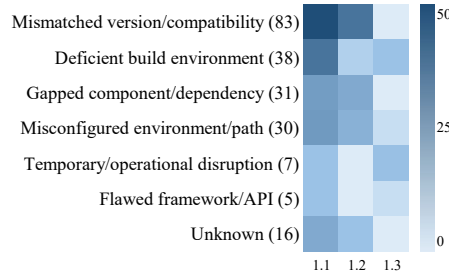 Mismatched version/compatibility (83)
Deficient build environment (38)
Gapped component/dependency (31)
Misconfigured environment/path (30)
Temporary/operational disruption (7)
Flawed framework/API (5)
Unknown (16)
1.1 1.2 1.3
50
25
0